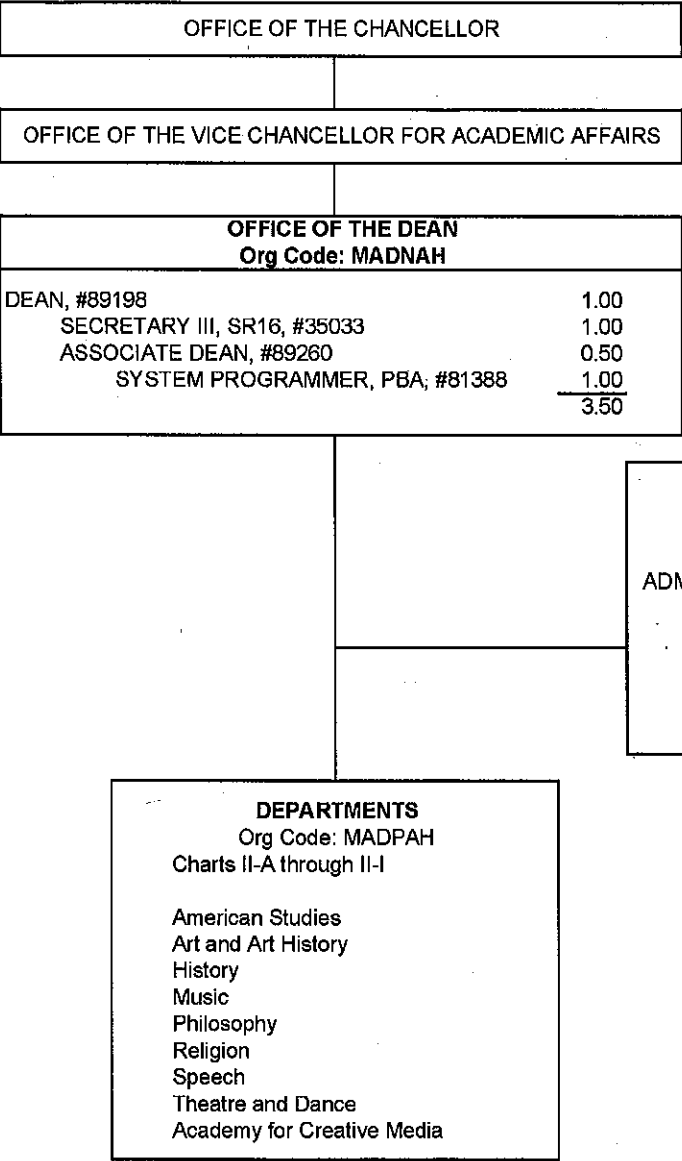 OFFICE OF THE CHANCELLOR
OFFICE OF THE VICE CHANCELLOR FOR ACADEMIC AFFAIRS
OFFICE OF THE DEAN
Org Code: MADNAH
DEAN, #89198 1.00
SECRETARY III, SR16, #35033 1.00
ASSOCIATE DEAN, #89260 0.50
SYSTEM PROGRAMMER, PBA; #81388 1.00
3.50
DEPARTMENTS
Org Code: MADPAH
Charts II-A through II-I
American Studies
Art and Art History
History
Music
Philosophy
Religion
Speech
Theatre and Dance
Academy for Creative Media